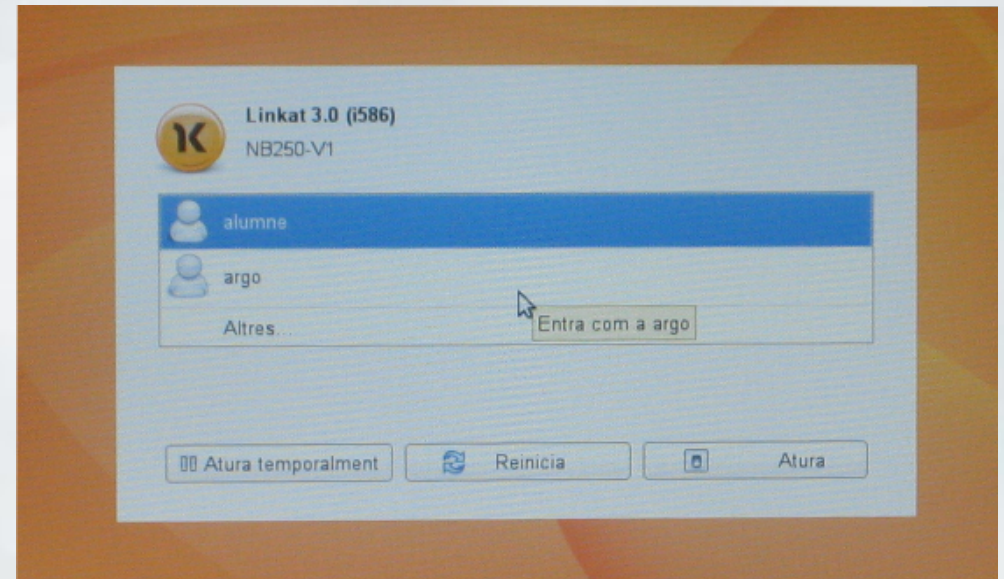 Linkat 3.0 (i586)
NB250-V1
alumne
argo
Altres...
Entra com a argo
Atura temporalment
Reinicia
Atura